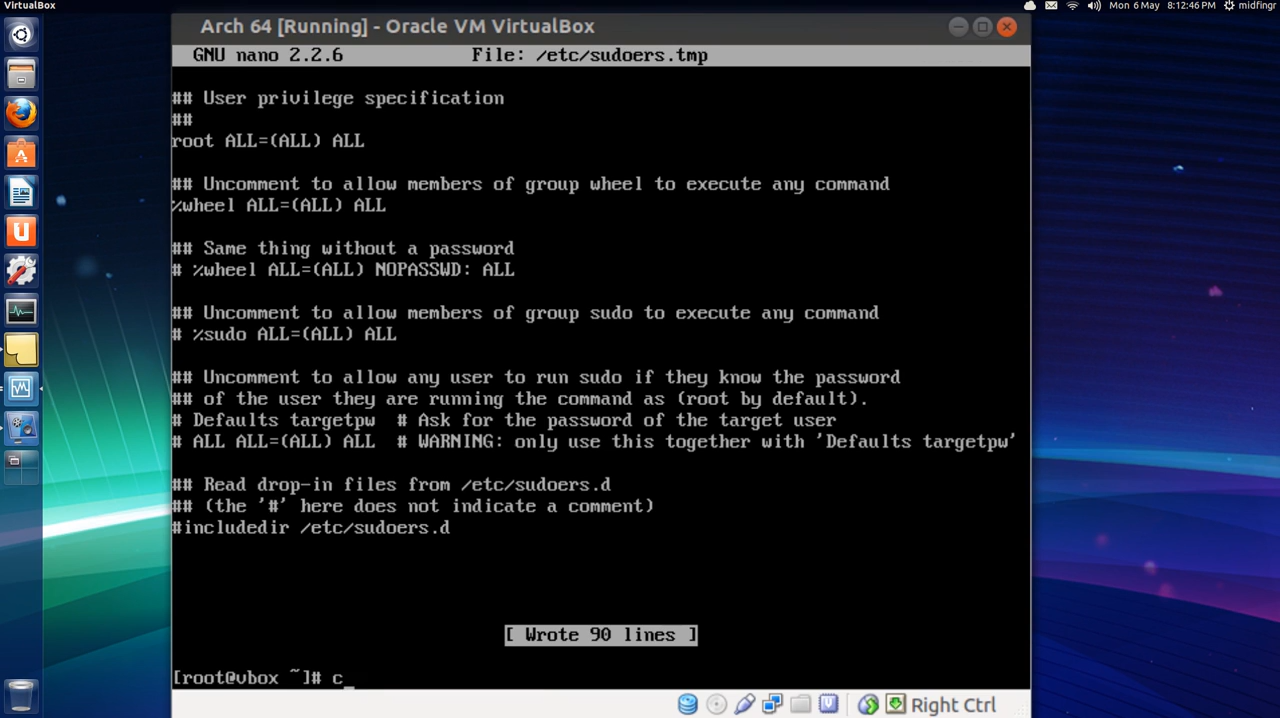 VirtualBox
Mon 6 May 8:12:46 PM midfingr
Arch 64 [Running] - Oracle VM VirtualBox
GNU nano 2.2.6 File: /etc/sudoers.tmp
## User privilege specification
##
root ALL=(ALL) ALL
## Uncomment to allow members of group wheel to execute any command
%wheel ALL=(ALL) ALL
## Same thing without a password
# %wheel ALL=(ALL) NOPASSWD: ALL
## Uncomment to allow members of group sudo to execute any command
# %sudo ALL=(ALL) ALL
## Uncomment to allow any user to run sudo if they know the password
## of the user they are running the command as (root by default).
# Defaults targetpw # Ask for the password of the target user
# ALL ALL=(ALL) ALL # WARNING: only use this together with 'Defaults targetpw'
## Read drop-in files from /etc/sudoers.d
## (the '#' here does not indicate a comment)
#includedir /etc/sudoers.d
[ Wrote 90 lines ]
[root@vbox ~]# c_
Right Ctrl